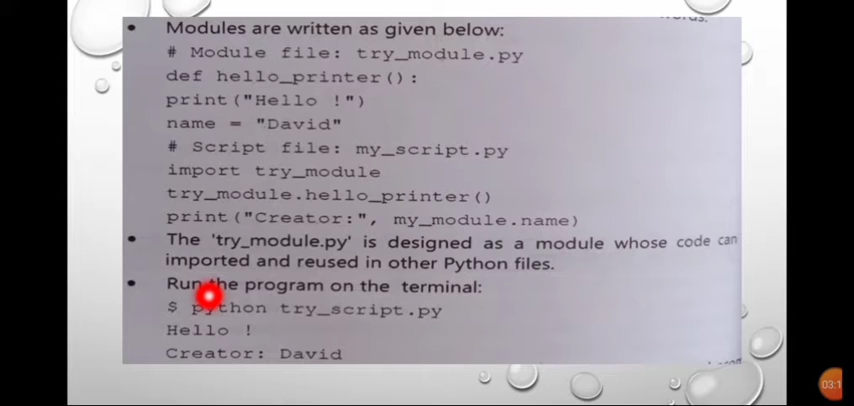 • Modules are written as given below:
# Module file: try_module.py
def hello_printer():
print("Hello !")
name = "David"
# Script file: my_script.py
import try_module
try_module.hello_printer()
print("Creator:", my_module.name)
• The 'try_module.py' is designed as a module whose code can
imported and reused in other Python files.
• Run the program on the terminal:
$ python try_script.py
Hello !
Creator: David